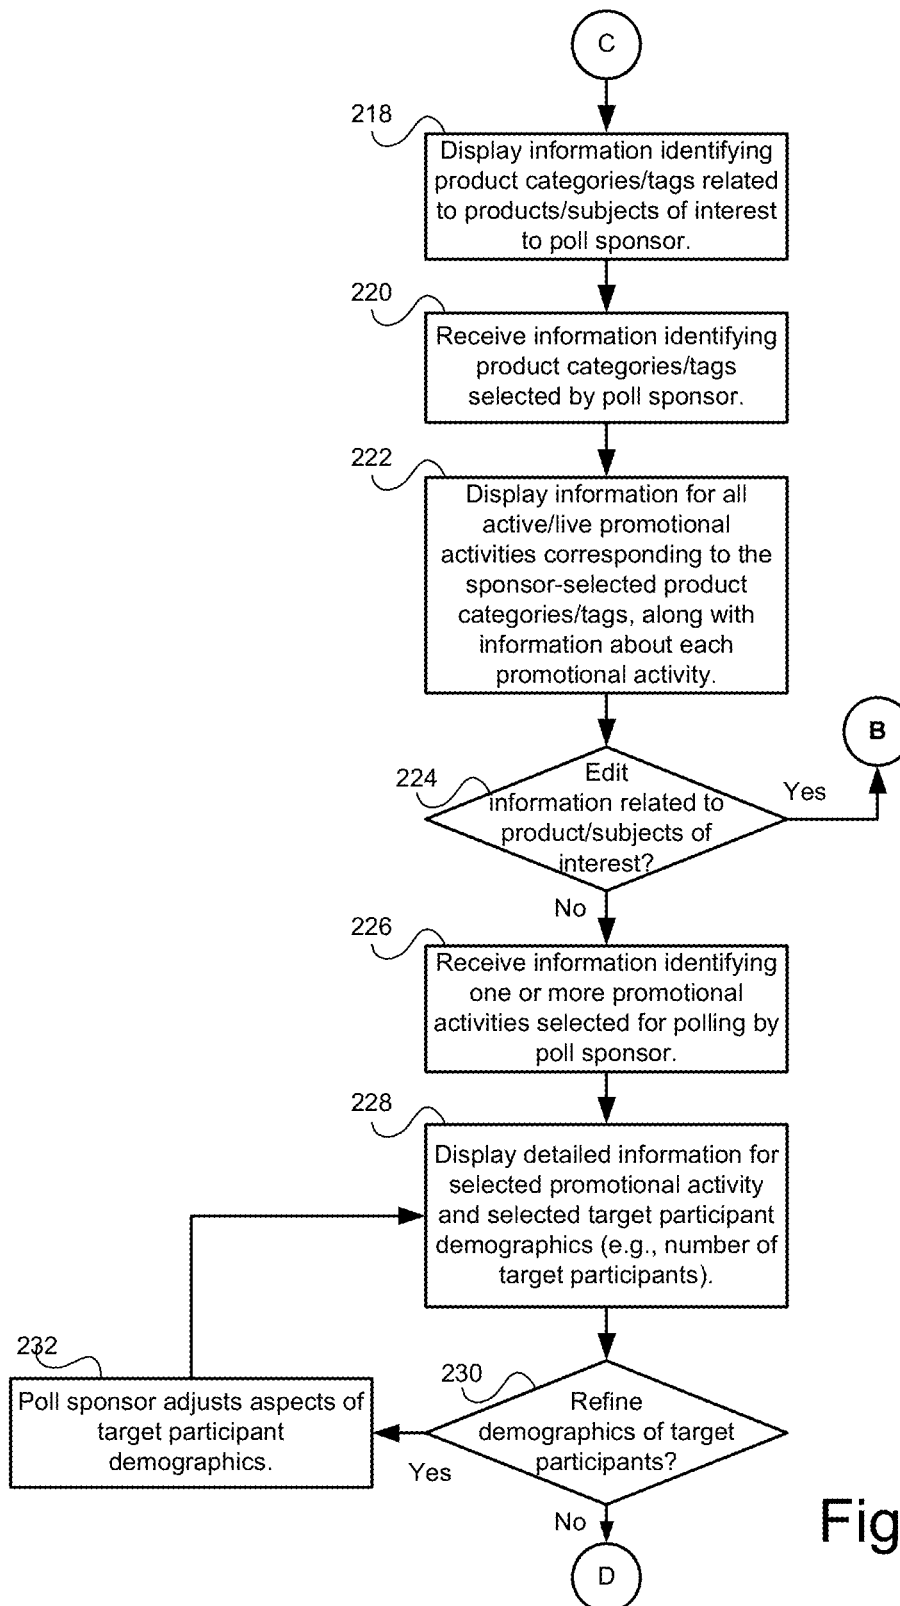 C
218
Display information identifying
product categories/tags related
to products/subjects of interest
to poll sponsor.
220
Receive information identifying
product categories/tags
selected by poll sponsor.
222
Display information for all
active/live promotional
activities corresponding to the
sponsor-selected product
categories/tags, along with
information about each
promotional activity.
B
224
Edit
information related to
product/subjects of
interest?
Yes
No
226
Receive information identifying
one or more promotional
activities selected for polling by
poll sponsor.
228
Display detailed information for
selected promotional activity
and selected target participant
demographics (e.g., number of
target participants).
232
Poll sponsor adjusts aspects of
target participant
demographics.
230
Refine
demographics of target
participants?
Yes
No
Fig
D